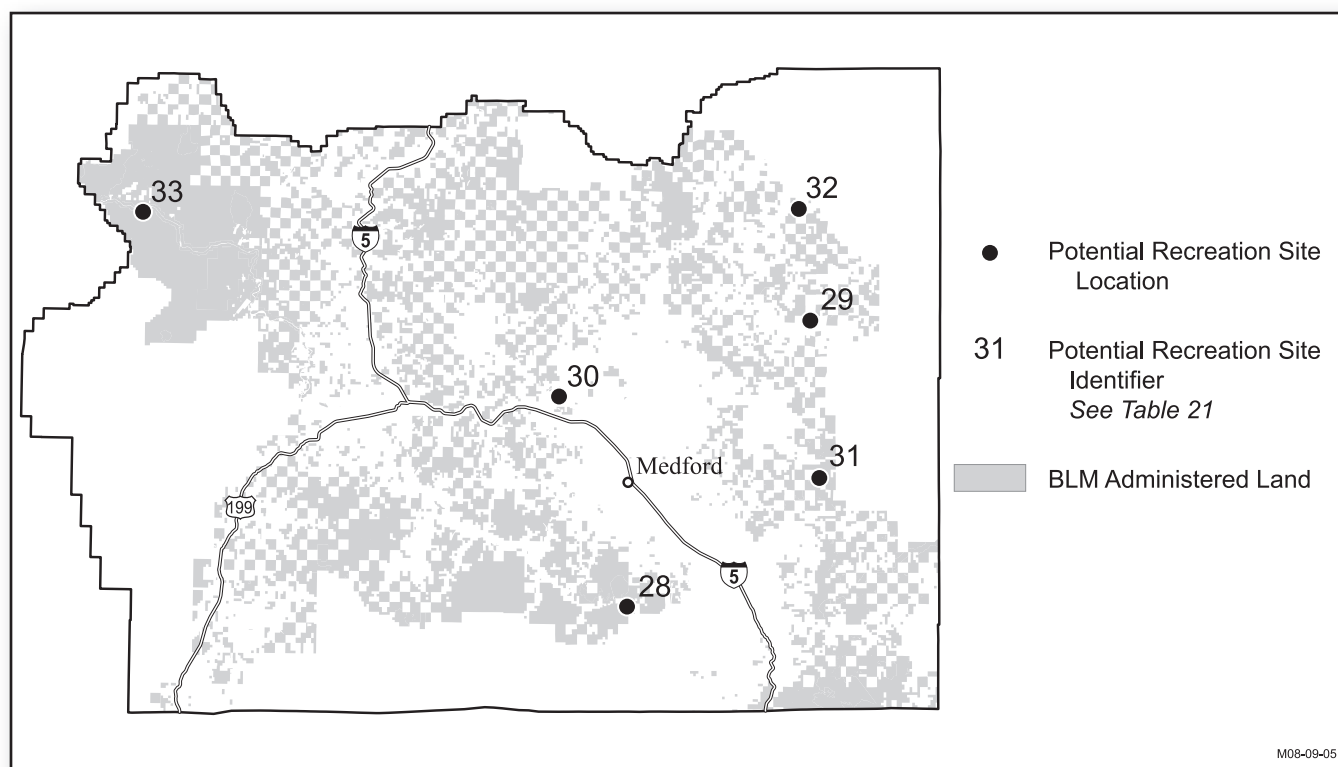 33
32
5
Potential Recreation Site
Location
29
31
Potential Recreation Site
Identifier
See Table 21
30
Medford
31
BLM Administered Land
199
5
28
M08-09-05